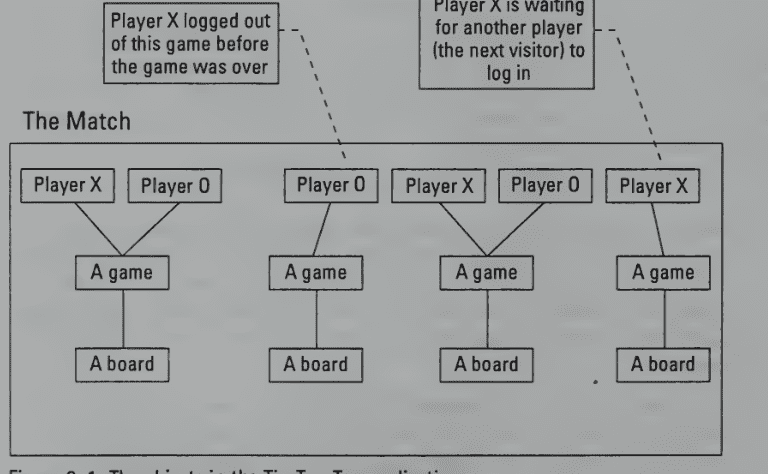 Player X logged out
of this game before
the game was over
Player X is waiting
for another player
(the next visitor) to
log in
The Match
Player X Player O Player O Player X Player O Player X
A game A game A game A game
A board A board A board A board